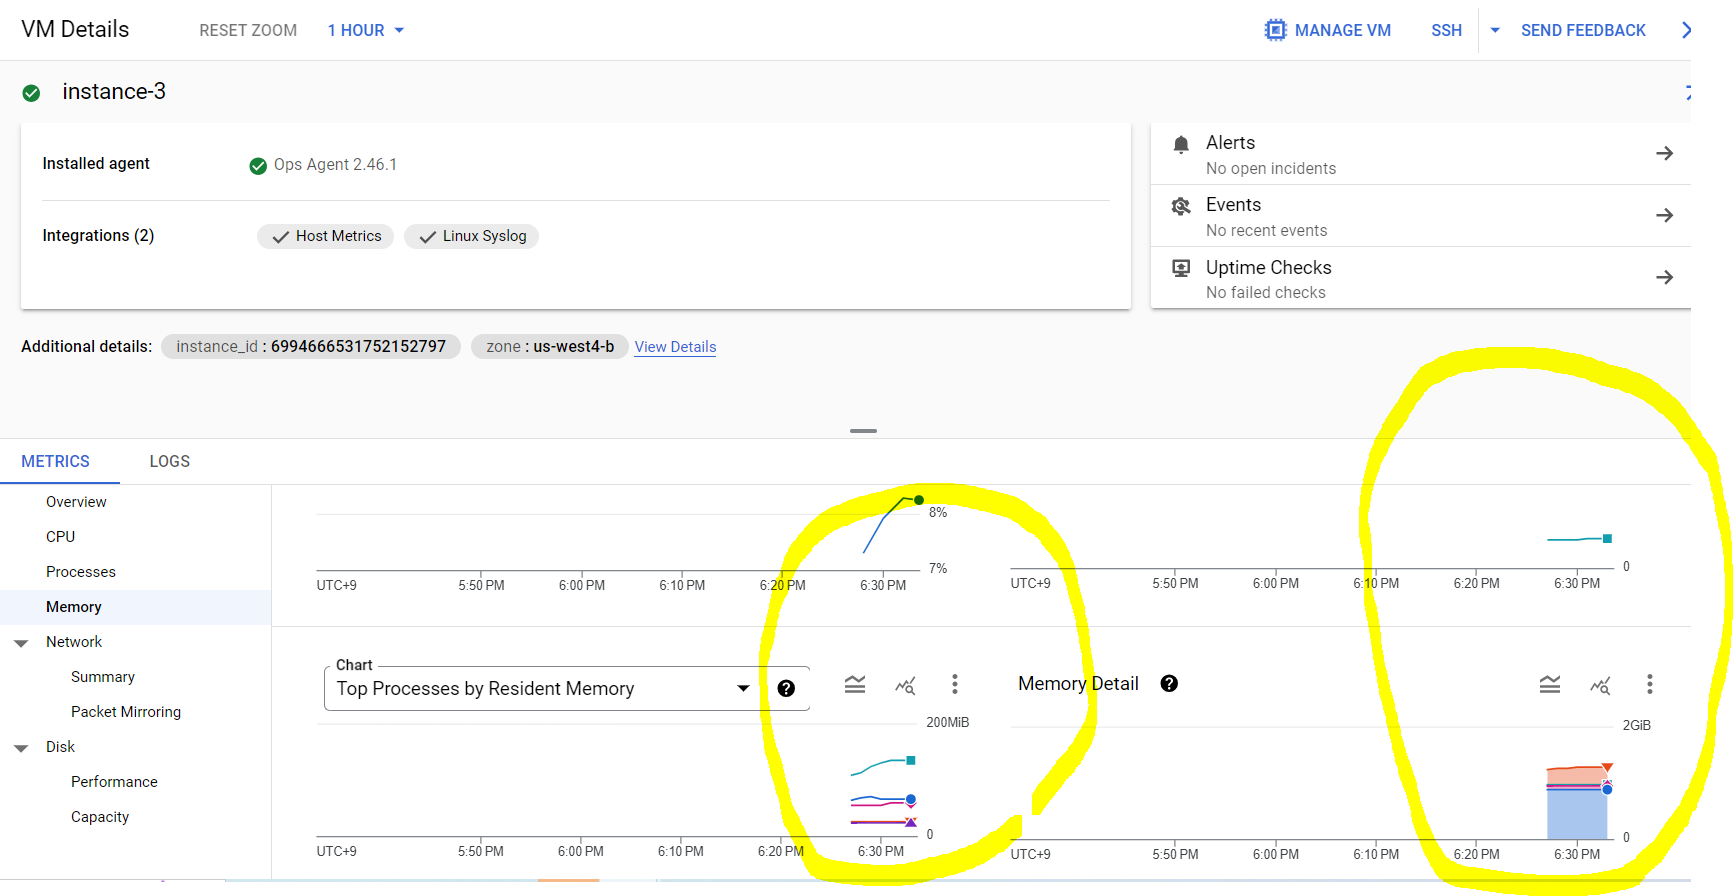 VM Details
RESET ZOOM
1 HOUR
MANAGE VM
SSH
SEND FEEDBACK
instance-3
Installed agent
Ops Agent 2.46.1
Integrations (2)
Host Metrics
Linux Syslog
Alerts
No open incidents
Events
No recent events
Uptime Checks
No failed checks
Additional details:
instance_id : 6994666531752152797
zone : us-west4-b
View Details
METRICS
LOGS
Overview
CPU
Processes
Memory
Network
Summary
Packet Mirroring
Disk
Performance
Capacity
8%
7%
UTC+9
5:50 PM
6:00 PM
6:10 PM
6:20 PM
6:30 PM
0
UTC+9
5:50 PM
6:00 PM
6:10 PM
6:20 PM
6:30 PM
Chart
Top Processes by Resident Memory
200MiB
0
UTC+9
5:50 PM
6:00 PM
6:10 PM
6:20 PM
6:30 PM
Memory Detail
2GiB
0
UTC+9
5:50 PM
6:00 PM
6:10 PM
6:20 PM
6:30 PM